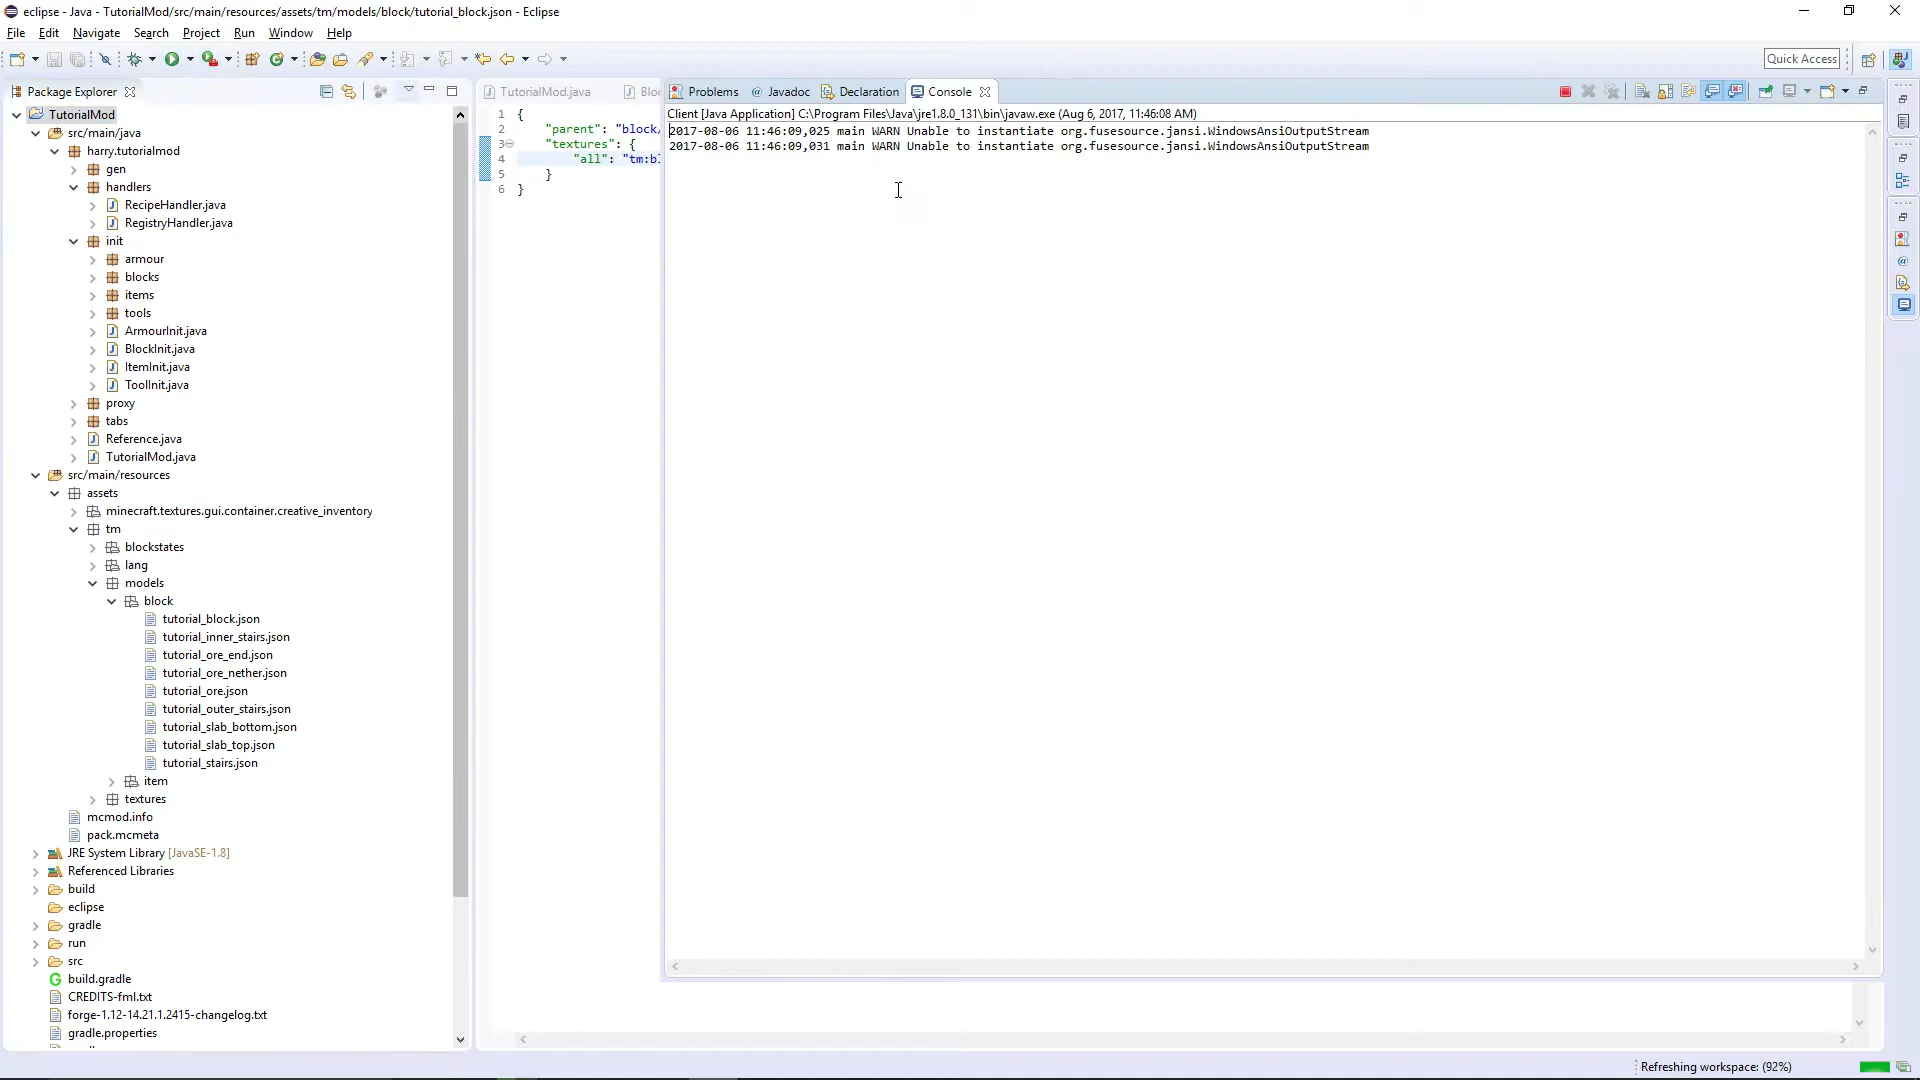 eclipse - Java - TutorialMod/src/main/resources/assets/tm/models/block/tutorial_block.json - Eclipse
File Edit Navigate Search Project Run Window Help
Quick Access
Package Explorer
TutorialMod
src/main/java
harry.tutorialmod
gen
handlers
RecipeHandler.java
RegistryHandler.java
init
armour
blocks
items
tools
ArmourInit.java
BlockInit.java
ItemInit.java
ToolInit.java
proxy
tabs
Reference.java
TutorialMod.java
src/main/resources
assets
minecraft.textures.gui.container.creative_inventory
tm
blockstates
lang
models
block
tutorial_block.json
tutorial_inner_stairs.json
tutorial_ore_end.json
tutorial_ore_nether.json
tutorial_ore.json
tutorial_outer_stairs.json
tutorial_slab_bottom.json
tutorial_slab_top.json
tutorial_stairs.json
item
textures
mcmod.info
pack.mcmeta
JRE System Library [JavaSE-1.8]
Referenced Libraries
build
eclipse
gradle
run
src
build.gradle
CREDITS-fml.txt
forge-1.12-14.21.1.2415-changelog.txt
gradle.properties
TutorialMod.java Blo
1 {
2 "parent": "block/
3 "textures": {
4 "all": "tm:bl
5 }
6 }
Problems @ Javadoc Declaration Console
Client [Java Application] C:\Program Files\Java\jre1.8.0_131\bin\javaw.exe (Aug 6, 2017, 11:46:08 AM)
2017-08-06 11:46:09,025 main WARN Unable to instantiate org.fusesource.jansi.WindowsAnsiOutputStream
2017-08-06 11:46:09,031 main WARN Unable to instantiate org.fusesource.jansi.WindowsAnsiOutputStream
Refreshing workspace: (92%)